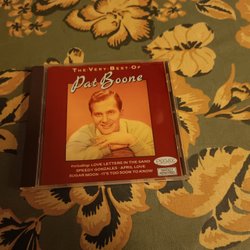 THE VERY BEST OF
Pat Boone
Including: LOVE LETTERS IN THE SAND
SPEEDY GONZALES · APRIL LOVE
SUGAR MOON · IT'S TOO SOON TO KNOW